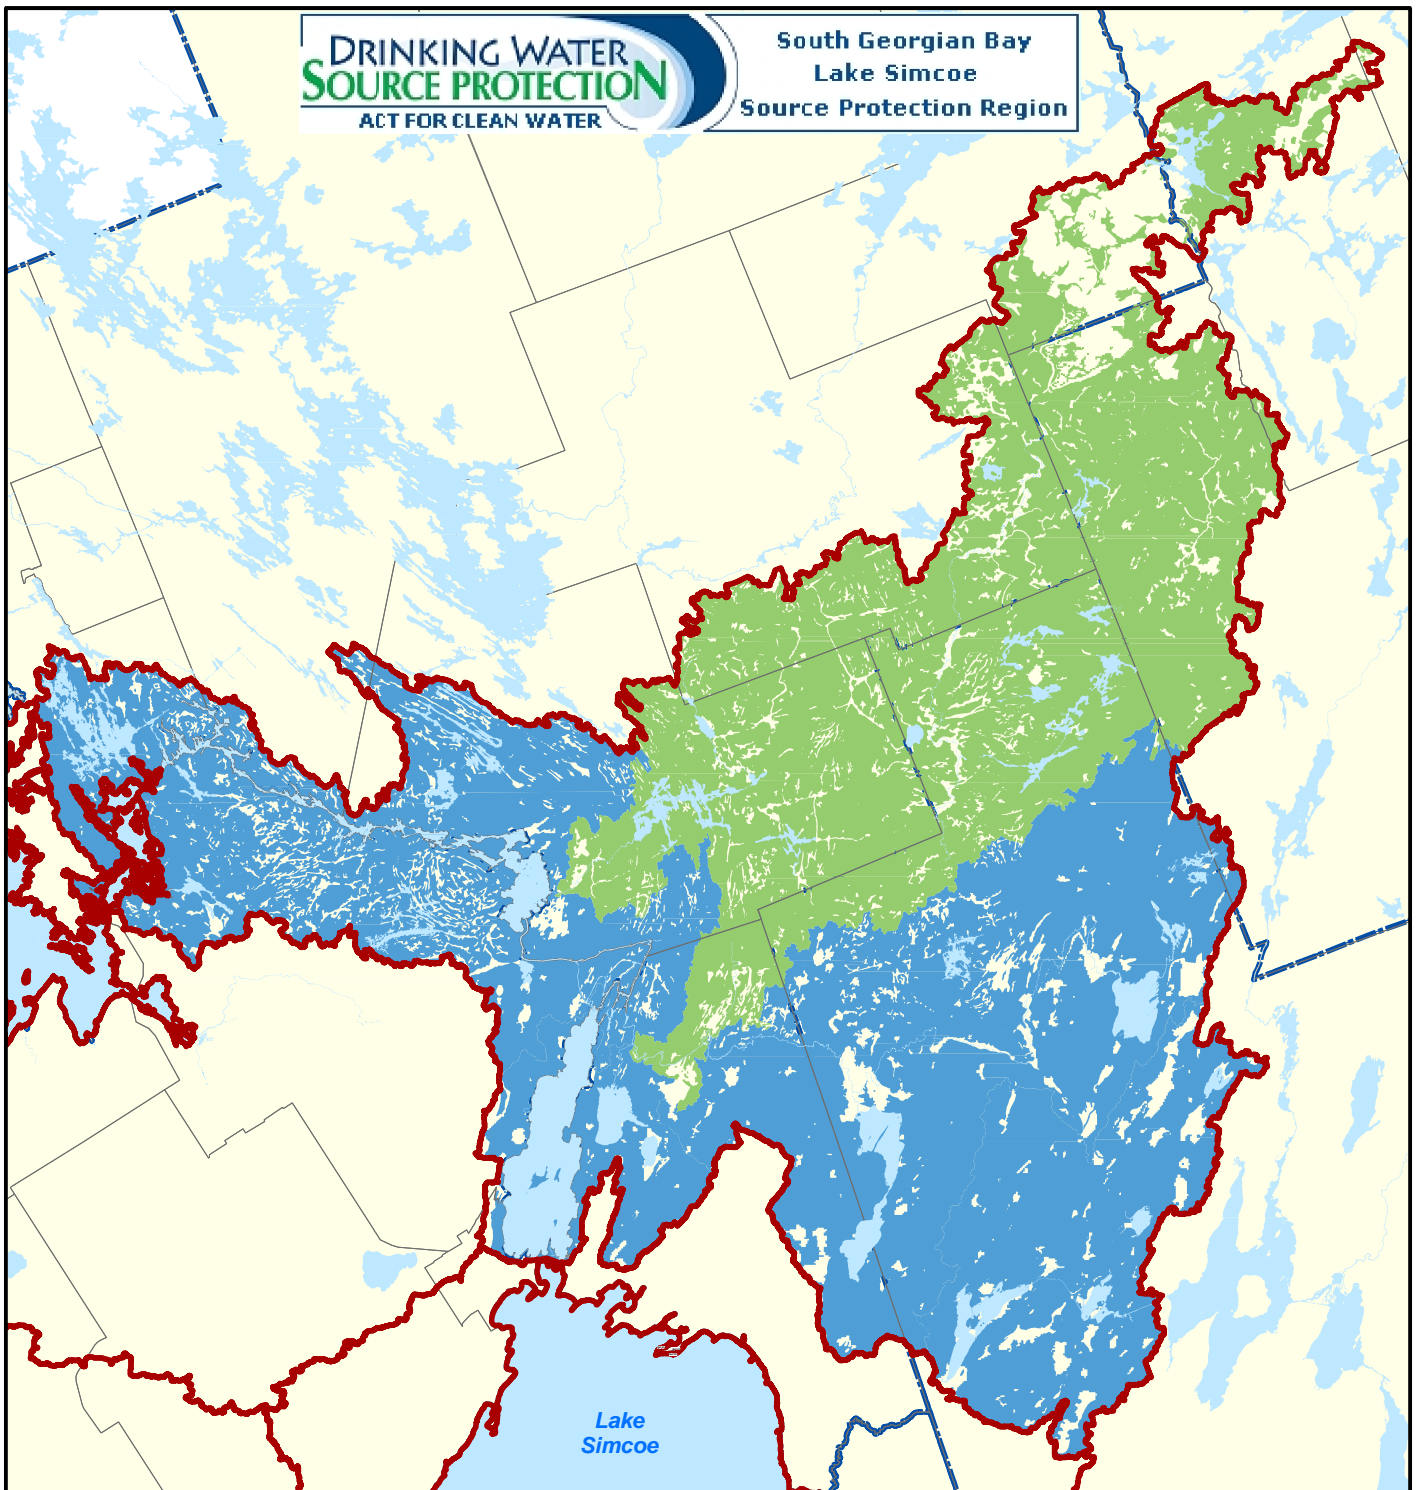 DRINKING WATER
SOURCE PROTECTION
ACT FOR CLEAN WATER
South Georgian Bay
Lake Simcoe
Source Protection Region
Lake
Simcoe